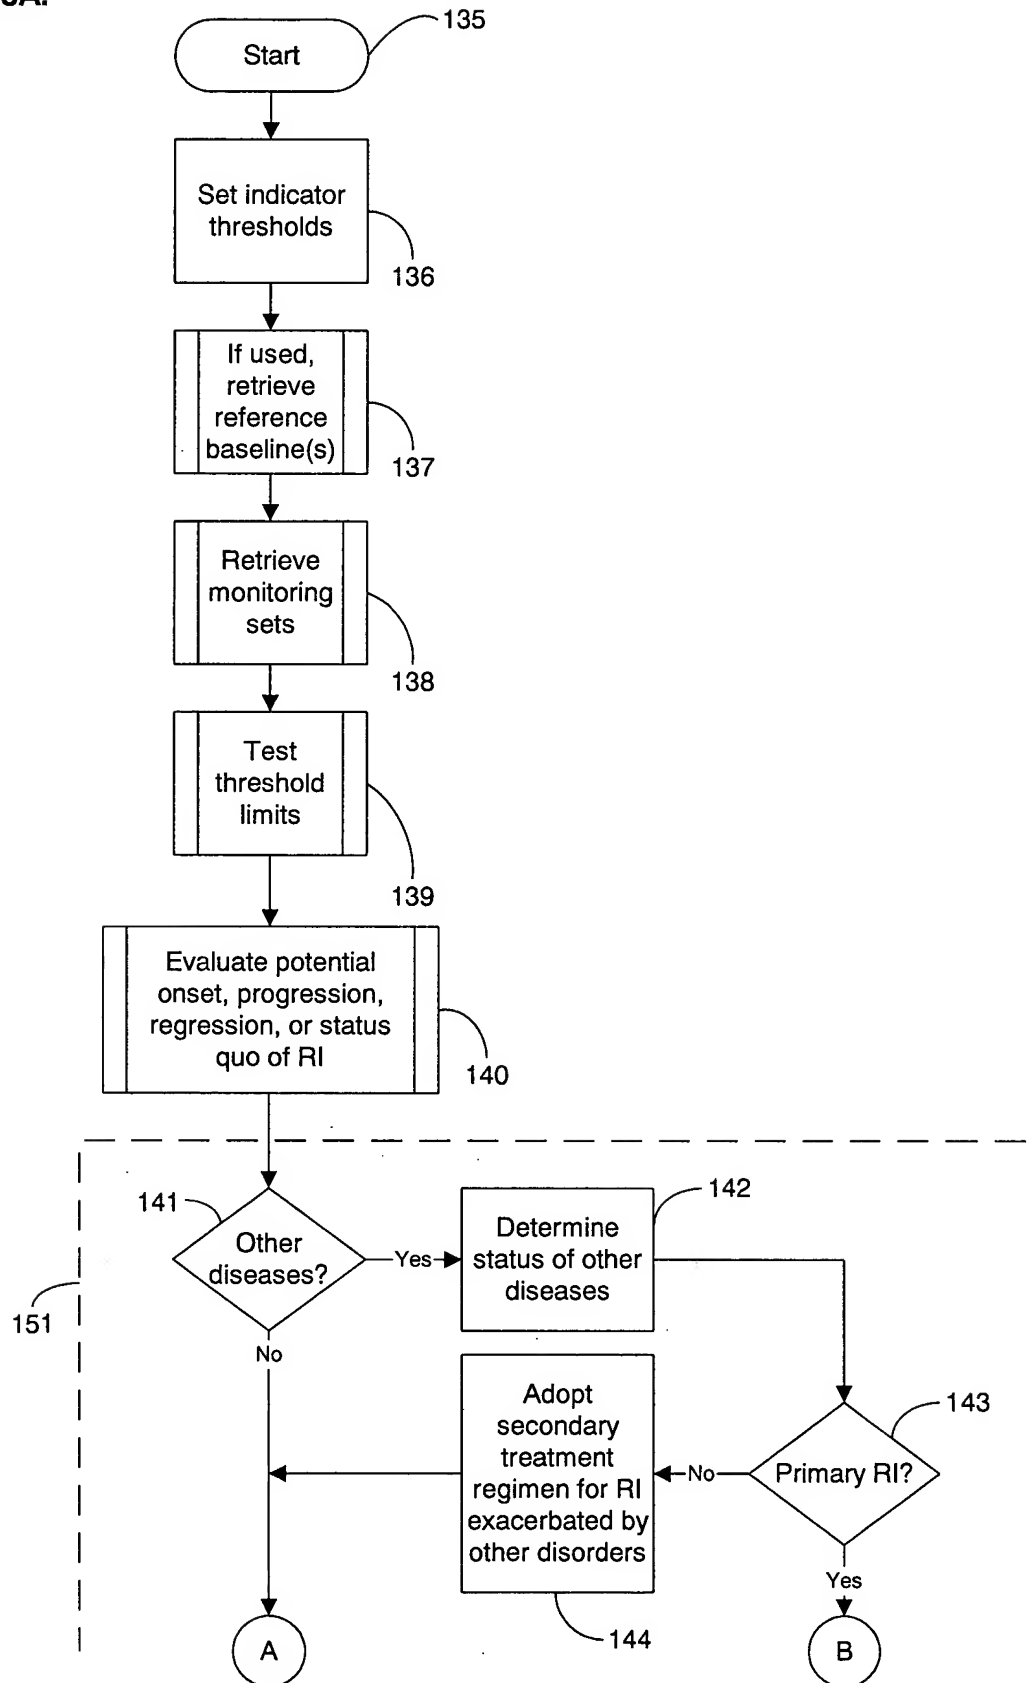 Start
135
Set indicator
thresholds
136
If used,
retrieve
reference
baseline(s)
137
Retrieve
monitoring
sets
138
Test
threshold
limits
139
Evaluate potential
onset, progression,
regression, or status
quo of RI
140
141
Other
diseases?
Yes
142
Determine
status of other
diseases
151
No
Adopt
secondary
treatment
regimen for RI
exacerbated by
other disorders
No
143
Primary RI?
Yes
144
A
B